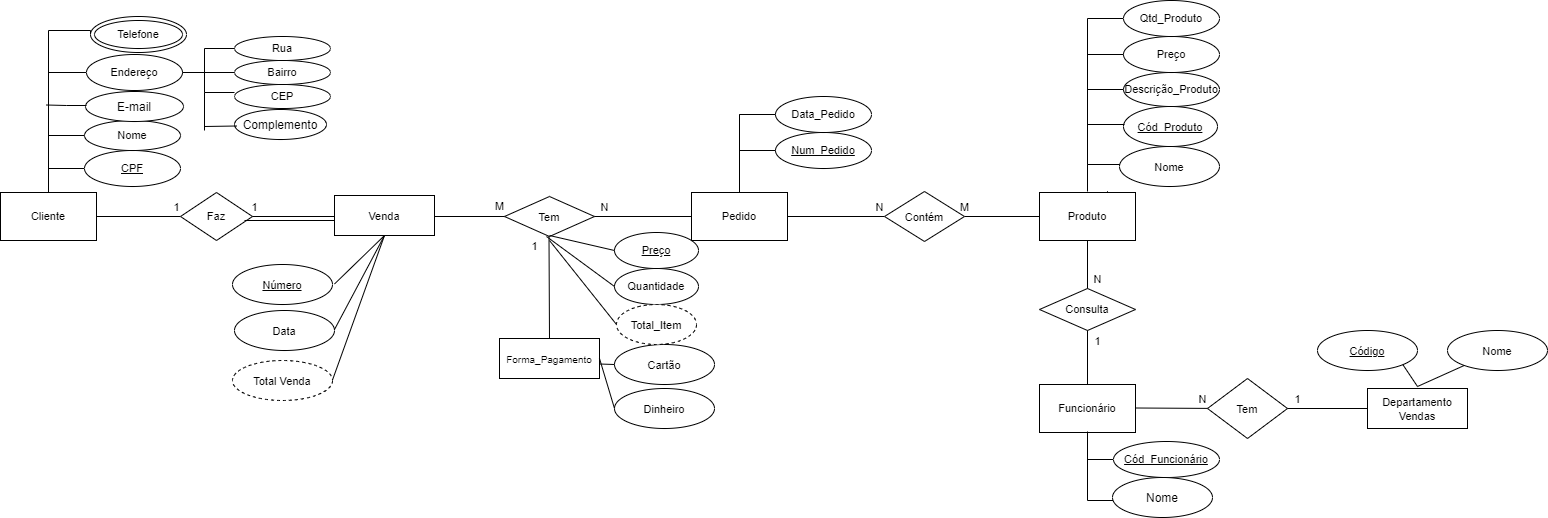 Telefone
Endereço
E-mail
Nome
CPF
Rua
Bairro
CEP
Complemento
Cliente
1
Faz
1
Venda
Número
Data
Total Venda
M
Tem
N
1
Preço
Quantidade
Total_Item
Forma_Pagamento
Cartão
Dinheiro
Data_Pedido
Num_Pedido
Pedido
N
Contém
M
Qtd_Produto
Preço
Descrição_Produto
Cód_Produto
Nome
Produto
N
Consulta
1
Funcionário
Cód_Funcionário
Nome
N
Tem
1
Código
Nome
Departamento
Vendas